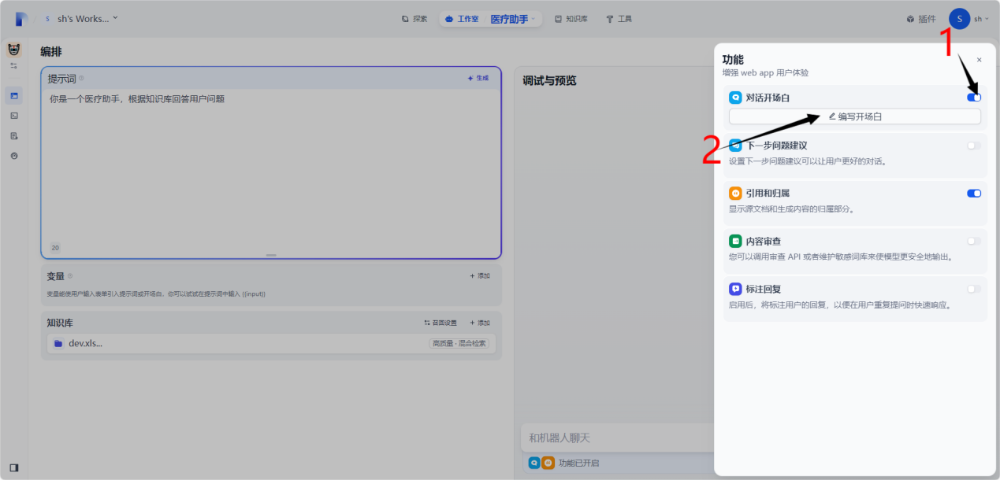 S sh's Works...
探索
工作室
医疗助手
知识库
工具
插件
S sh
1
编排
提示词
生成
你是一个医疗助手，根据知识库回答用户问题
20
变量
+ 添加
变量能使用户输入表单引入提示词或开场白，你可以试试在提示词中输入 {{input}}
知识库
召回设置
+ 添加
dev.xls...
高质量 · 混合检索
调试与预览
和机器人聊天
功能已开启
功能
增强 web app 用户体验
对话开场白
编写开场白
2
下一步问题建议
设置下一步问题建议可以让用户更好的对话。
引用和归属
显示源文档和生成内容的归属部分。
内容审查
您可以调用审查 API 或者维护敏感词库来使模型更安全地输出。
标注回复
启用后，将标注用户的回复，以便在用户重复提问时快速响应。